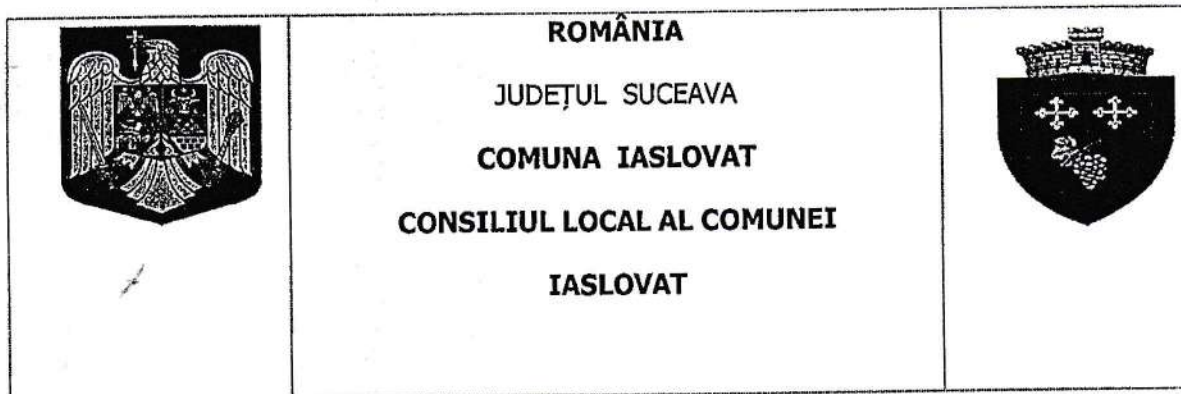 ROMÂNIA
JUDEȚUL SUCEAVA
COMUNA IASLOVAT
CONSILIUL LOCAL AL COMUNEI
IASLOVAT